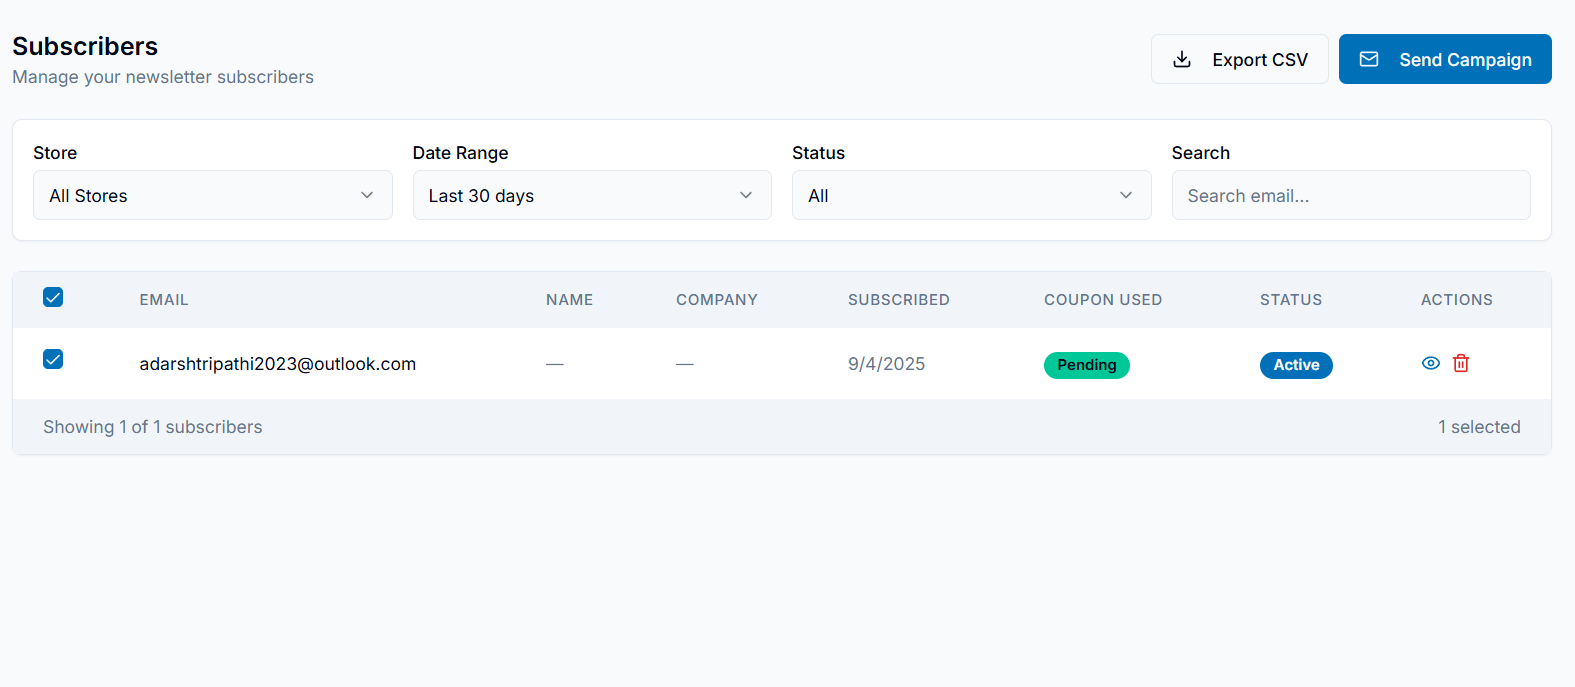 Subscribers
Manage your newsletter subscribers
Export CSV
Send Campaign
Store
Date Range
Status
Search
All Stores
Last 30 days
All
Search email...
EMAIL NAME COMPANY SUBSCRIBED COUPON USED STATUS ACTIONS
adarshtripathi2023@outlook.com — — 9/4/2025 Pending Active
Showing 1 of 1 subscribers
1 selected